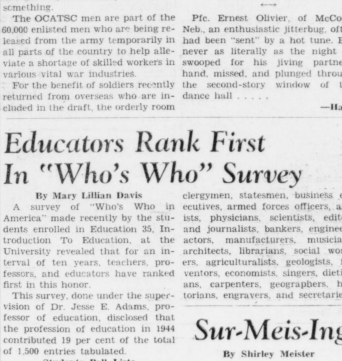 something.
The OCATSC men are part of the
60,000 enlisted men who are being re-
leased from the army temporarily in
all parts of the country to help alle-
viate a shortage of skilled workers in
various vital war industries.
For the benefit of soldiers recently
returned from overseas who are in-
cluded in the draft, the orderly room
Pfc. Ernest Olivier, of McCo
Neb, an enthusiastic jitterbug, oft
had been "sent" by a hot tune.
never as literally as the night
swooped for his jiving partne
hand, missed, and plunged throu
the second-story window of t
dance hall . . . . .
Educators Rank First
In "Who's Who" Survey
By Mary Lillian Davis
A survey of "Who's Who in
America" made recently by the stu-
dents enrolled in Education 35, In-
troduction To Education, at the
University revealed that for an in-
terval of ten years, teachers, pro-
fessors, and educators have ranked
first in this honor.
This survey, done under the super-
vision of Dr. Jesse E. Adams, pro-
fessor of education, disclosed that
the profession of education in 1944
contributed 19 per cent of the total
of 1,500 entries tabulated.
clergymen, statesmen, business
ecutives, armed forces officers, a
ists, physicians, scientists, edit
and journalists, bankers, enginee
actors, manufacturers, musicia
architects, librarians, social wor
ers, agriculturalists, geologists, i
ventors, economists, singers, dieti
ans, carpenters, geographers, h
torians, engravers, and secretarie
Sur-Meis-Ing
By Shirley Meister